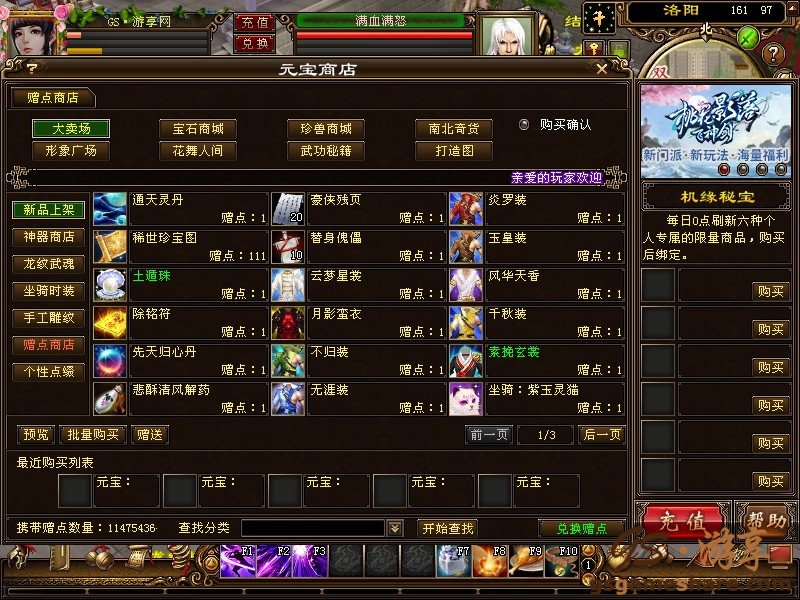 GS·游享网
充值
兑换
满血满怒
洛阳 161 97
北
元宝商店
赠点商店
大卖场 宝石商城 珍兽商城 南北奇货 购买确认
形象广场 花舞人间 武功秘籍 打造图
亲爱的玩家欢迎
新品上架
神器商店
龙纹武魂
坐骑时装
手工雕纹
赠点商店
个性点缀
通天灵丹 赠点：1
豪侠残页 20 赠点：1
炎罗装 赠点：1
稀世珍宝图 赠点：111
替身傀儡 10 赠点：1
玉皇装 赠点：1
土遁珠 赠点：1
云梦星裳 赠点：1
风华天香 赠点：1
除铭符 赠点：1
月影蛮衣 赠点：1
千秋装 赠点：1
先天归心丹 赠点：1
不归装 赠点：1
素挽玄裳 赠点：1
悲酥清风解药 赠点：1
无涯装 赠点：1
坐骑：紫玉灵猫 赠点：1
预览 批量购买 赠送 前一页 1/3 后一页
最近购买列表
元宝： 元宝： 元宝： 元宝： 元宝：
携带赠点数量：11475436 查找分类 开始查找 兑换赠点
新门派·新玩法·海量福利
机缘秘宝
每日0点刷新六种个
人专属的限量商品，购买
后绑定。
购买
购买
购买
购买
购买
购买
充值 帮助
F1 F2 F3 F7 F8 F9 F10 1